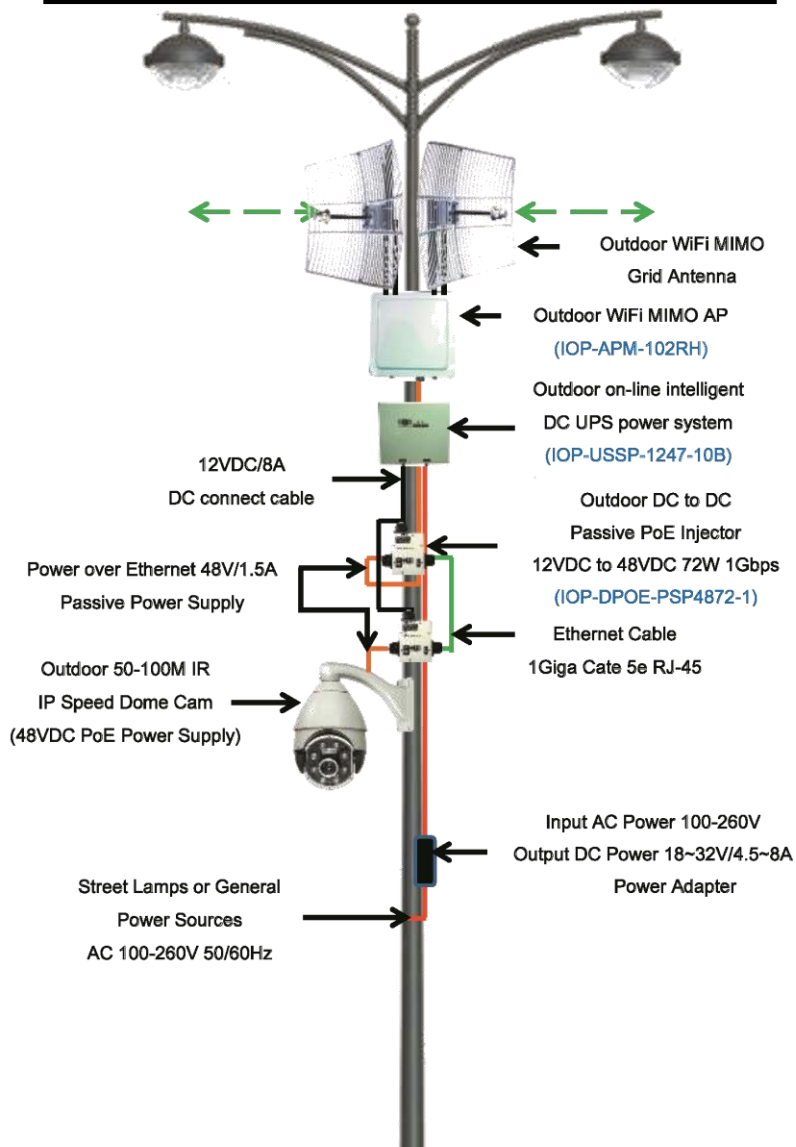 Outdoor WiFi MIMO
Grid Antenna
Outdoor WiFi MIMO AP
(IOP-APM-102RH)
Outdoor on-line intelligent
DC UPS power system
(IOP-USSP-1247-10B)
12VDC/8A
DC connect cable
Outdoor DC to DC
Passive PoE Injector
12VDC to 48VDC 72W 1Gbps
(IOP-DPOE-PSP4872-1)
Power over Ethernet 48V/1.5A
Passive Power Supply
Ethernet Cable
1Giga Cate 5e RJ-45
Outdoor 50-100M IR
IP Speed Dome Cam
(48VDC PoE Power Supply)
Input AC Power 100-260V
Output DC Power 18~32V/4.5~8A
Power Adapter
Street Lamps or General
Power Sources
AC 100-260V 50/60Hz